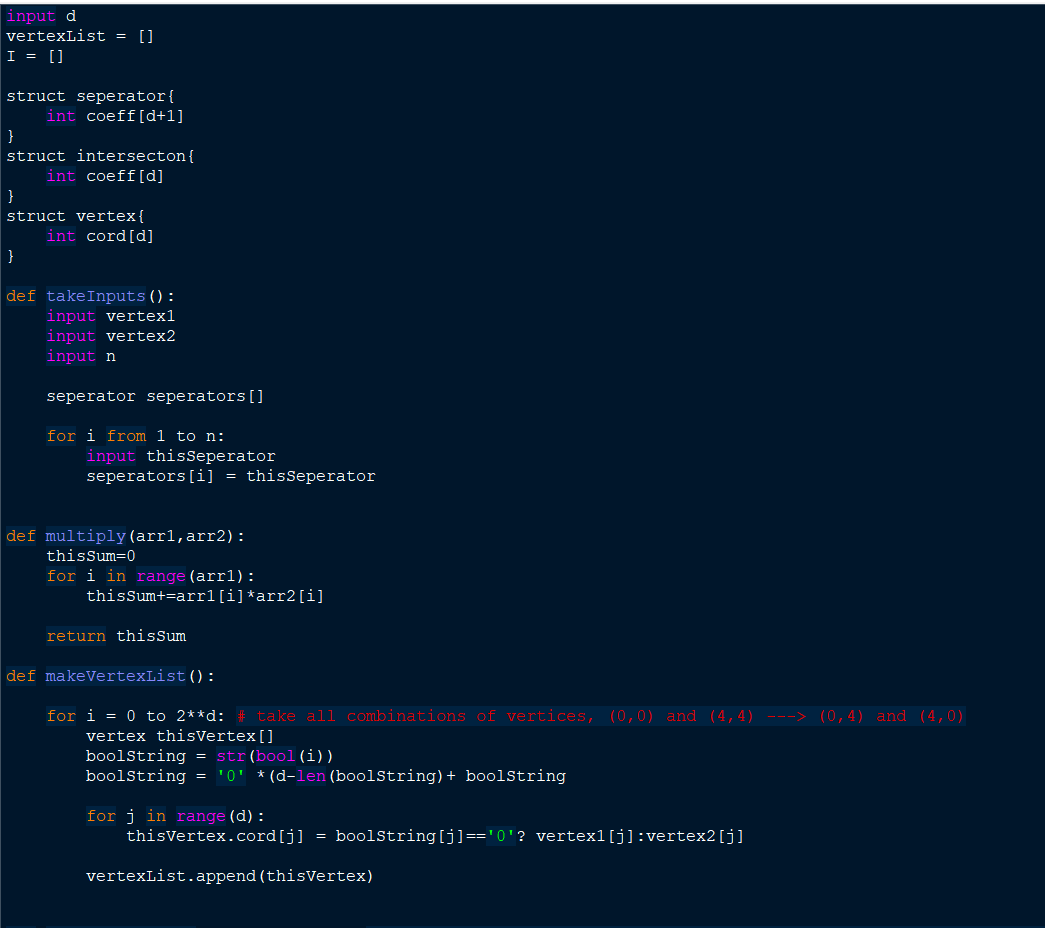 input d
vertexList = []
I = []
struct seperator{
    int coeff[d+1]
}
struct intersecton{
    int coeff[d]
}
struct vertex{
    int cord[d]
}
def takeInputs():
    input vertex1
    input vertex2
    input n
    seperator seperators[]
    for i from 1 to n:
        input thisSeperator
        seperators[i] = thisSeperator
def multiply(arr1,arr2):
    thisSum=0
    for i in range(arr1):
        thisSum+=arr1[i]*arr2[i]
    return thisSum
def makeVertexList():
    for i = 0 to 2**d: # take all combinations of vertices, (0,0) and (4,4) ---> (0,4) and (4,0)
        vertex thisVertex[]
        boolString = str(bool(i))
        boolString = '0' *(d-len(boolString)+ boolString
        for j in range(d):
            thisVertex.cord[j] = boolString[j]=='0'? vertex1[j]:vertex2[j]
        vertexList.append(thisVertex)